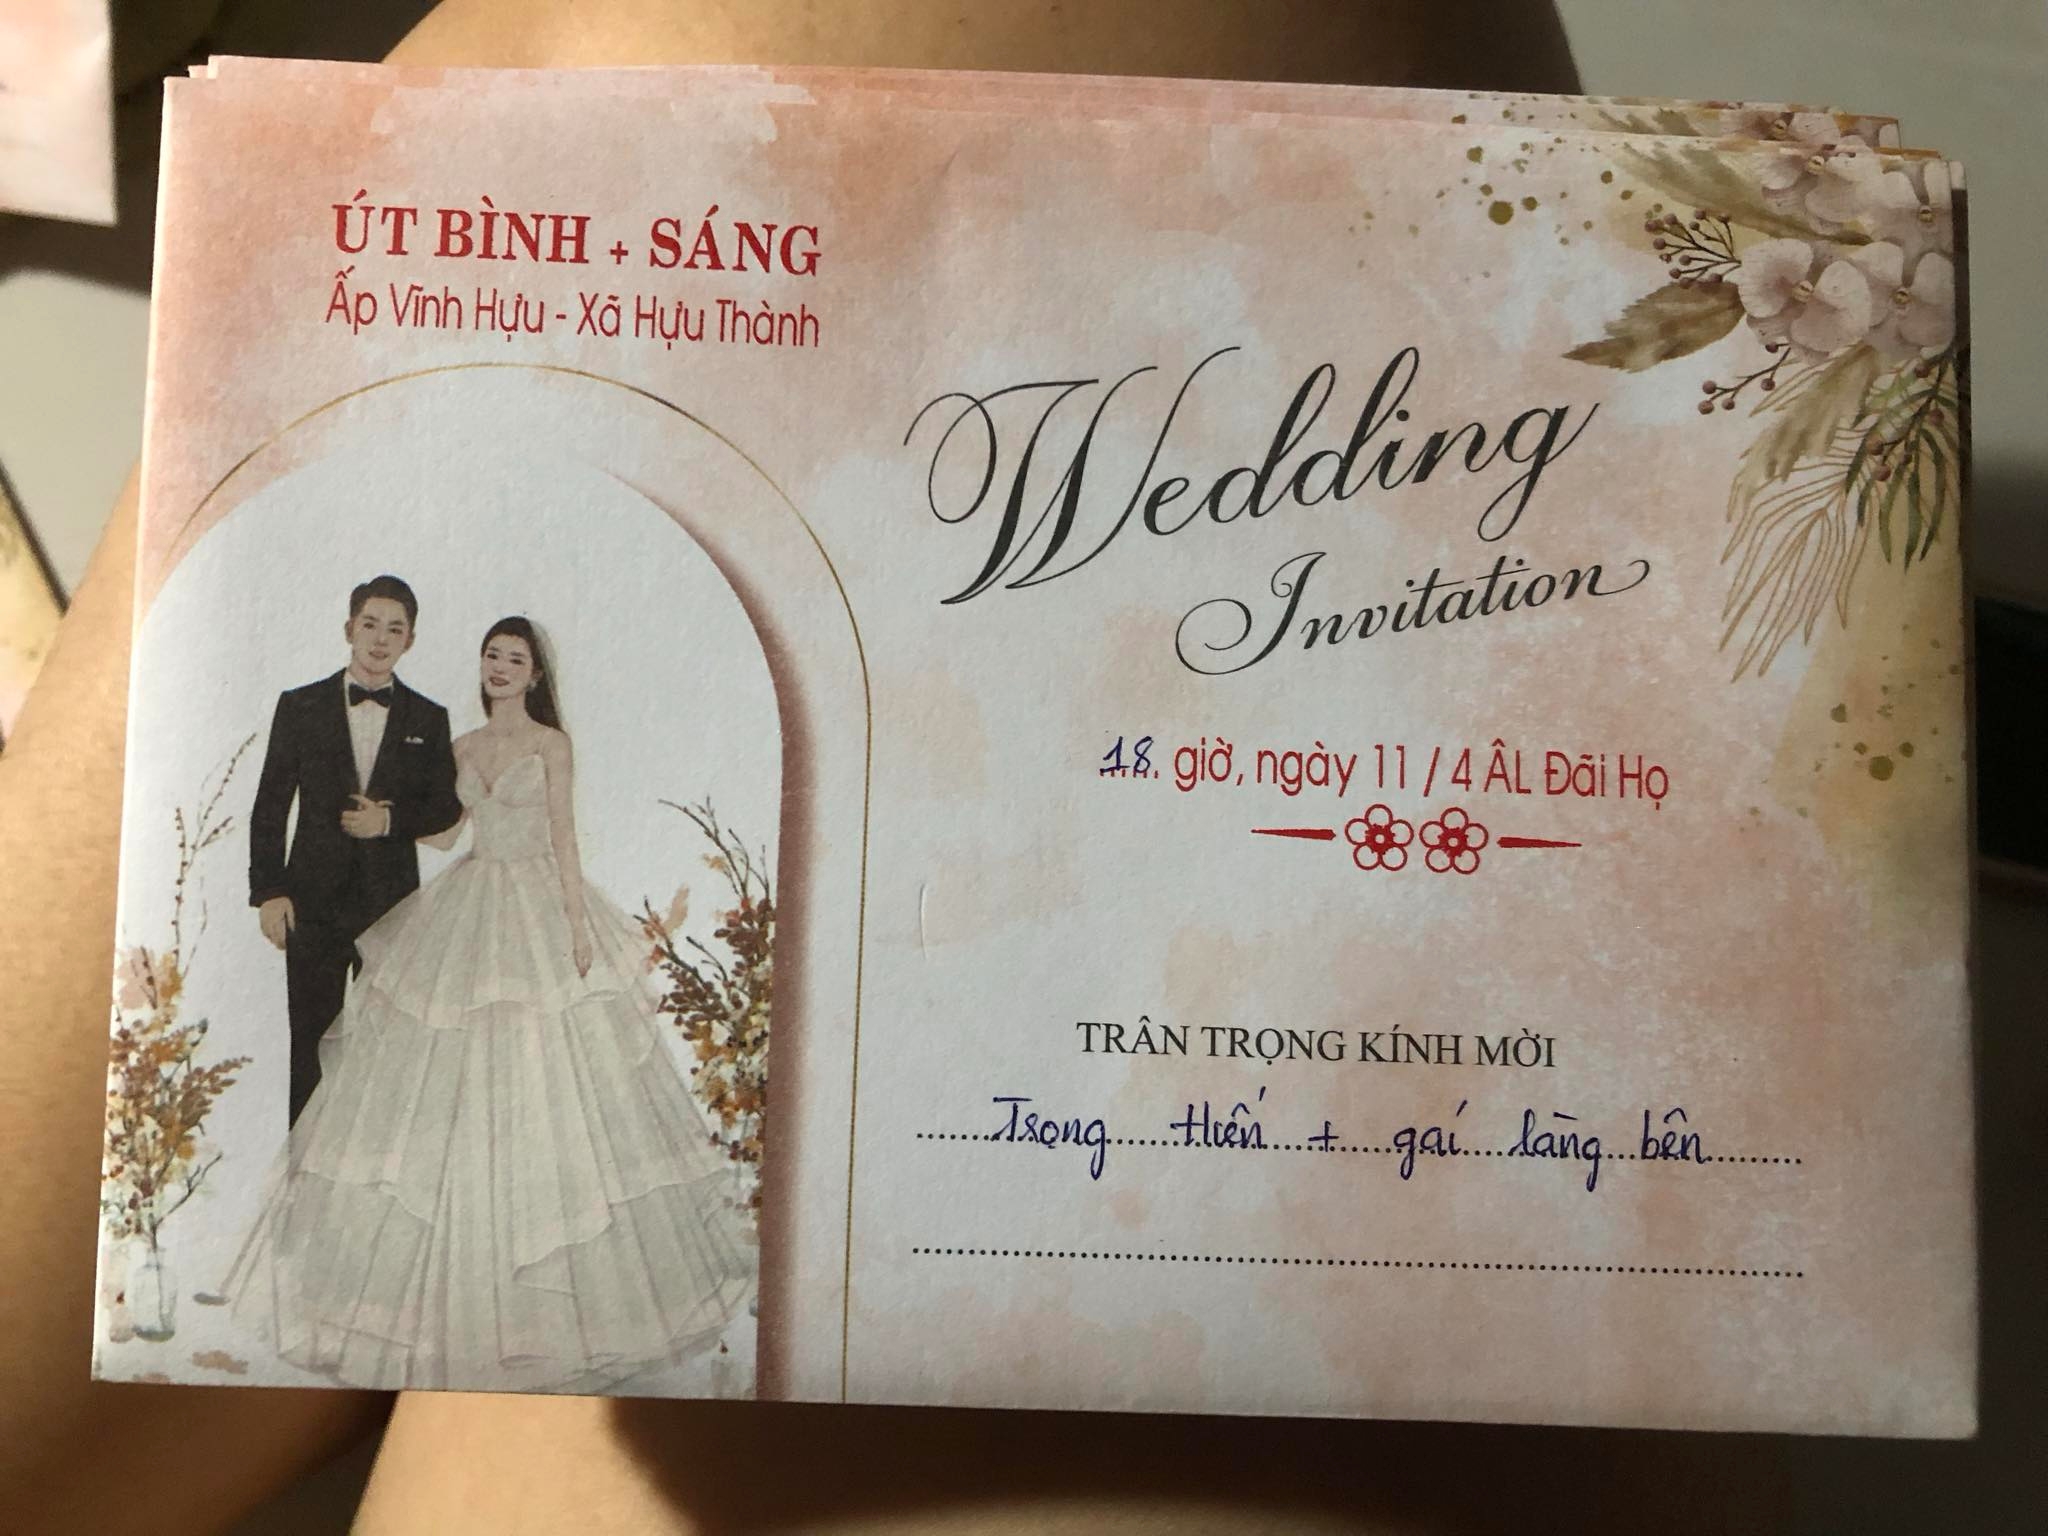 ÚT BÌNH + SÁNG
Ấp Vĩnh Hựu - Xã Hựu Thành
Wedding
Invitation
18 giờ, ngày 11 / 4 ÂL Đãi Họ
TRÂN TRỌNG KÍNH MỜI
Trọng Hiến + gái làng bên